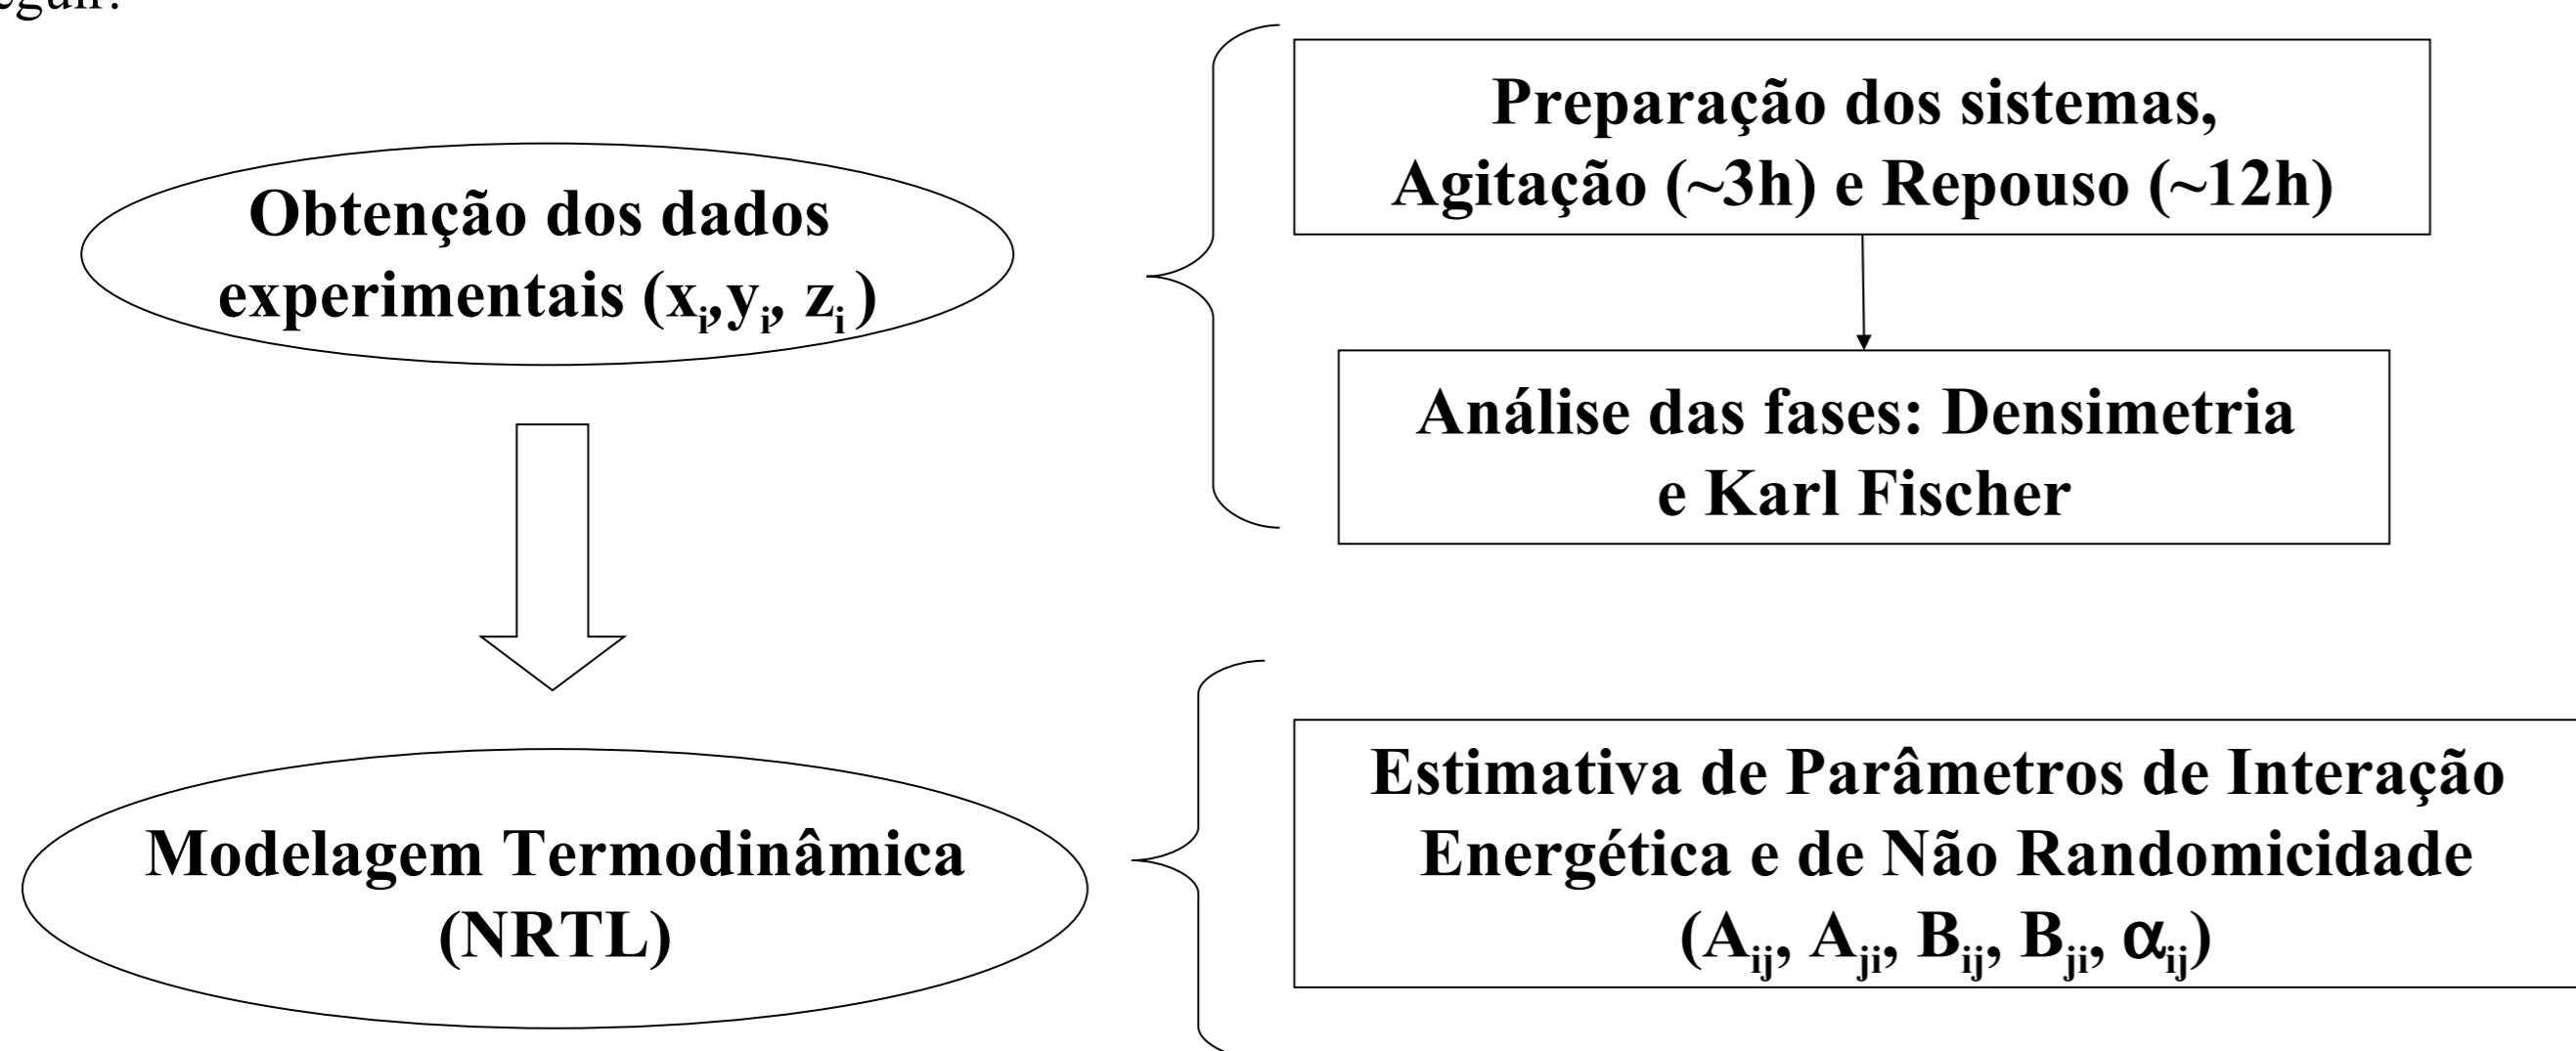 Obtenção dos dados
experimentais (xi,yi, zi )
Preparação dos sistemas,
Agitação (~3h) e Repouso (~12h)
Análise das fases: Densimetria
e Karl Fischer
Modelagem Termodinâmica
(NRTL)
Estimativa de Parâmetros de Interação
Energética e de Não Randomicidade
(Aij, Aji, Bij, Bji, αij)